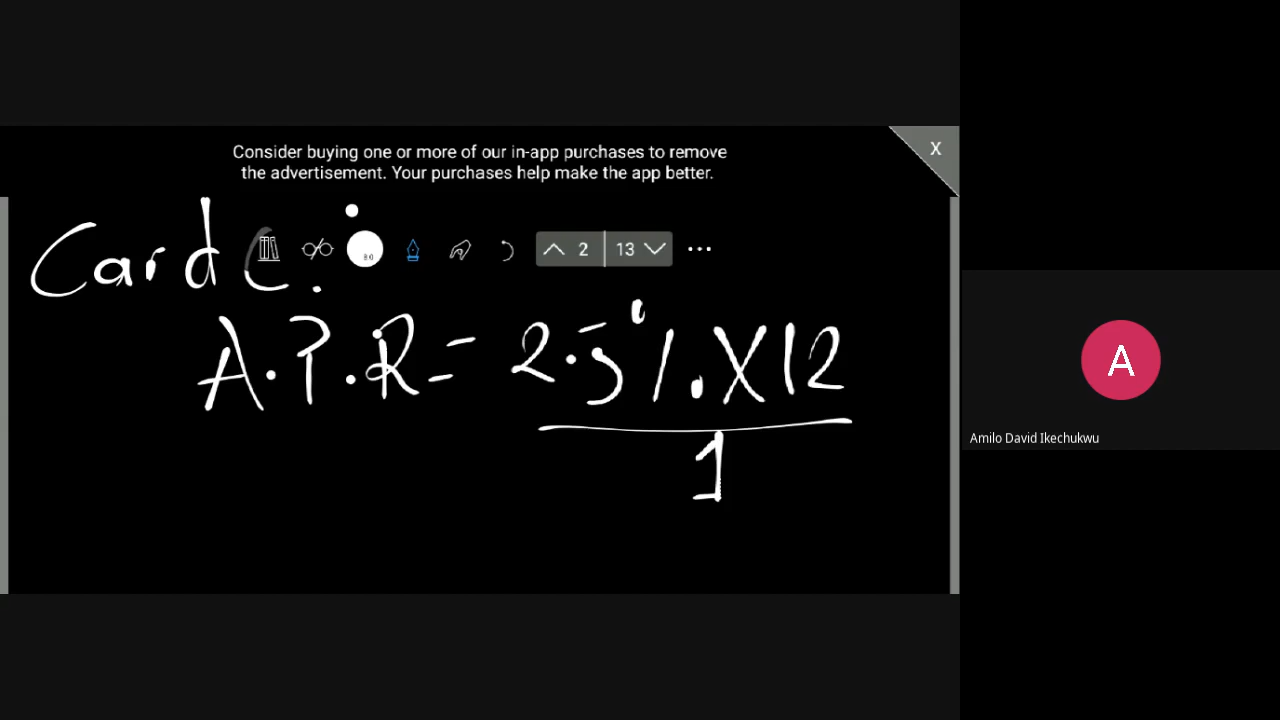 Consider buying one or more of our in-app purchases to remove
the advertisement. Your purchases help make the app better.
X
Card C:
2 13
A.P.R = 2.5% X12
1
A
Amilo David Ikechukwu